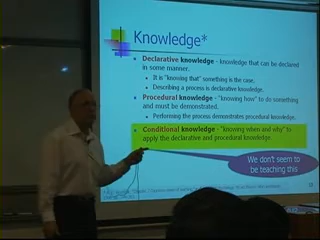 Knowledge*
Declarative knowledge - knowledge that can be declared
in some manner.
It is "knowing that" something is the case.
Describing a process is declarative knowledge.
Procedural knowledge - "knowing how" to do something
and must be demonstrated.
Performing the process demonstrates procedural knowledge.
Conditional knowledge - "knowing when and why" to
apply the declarative and procedural knowledge.
We don't seem to
be teaching this